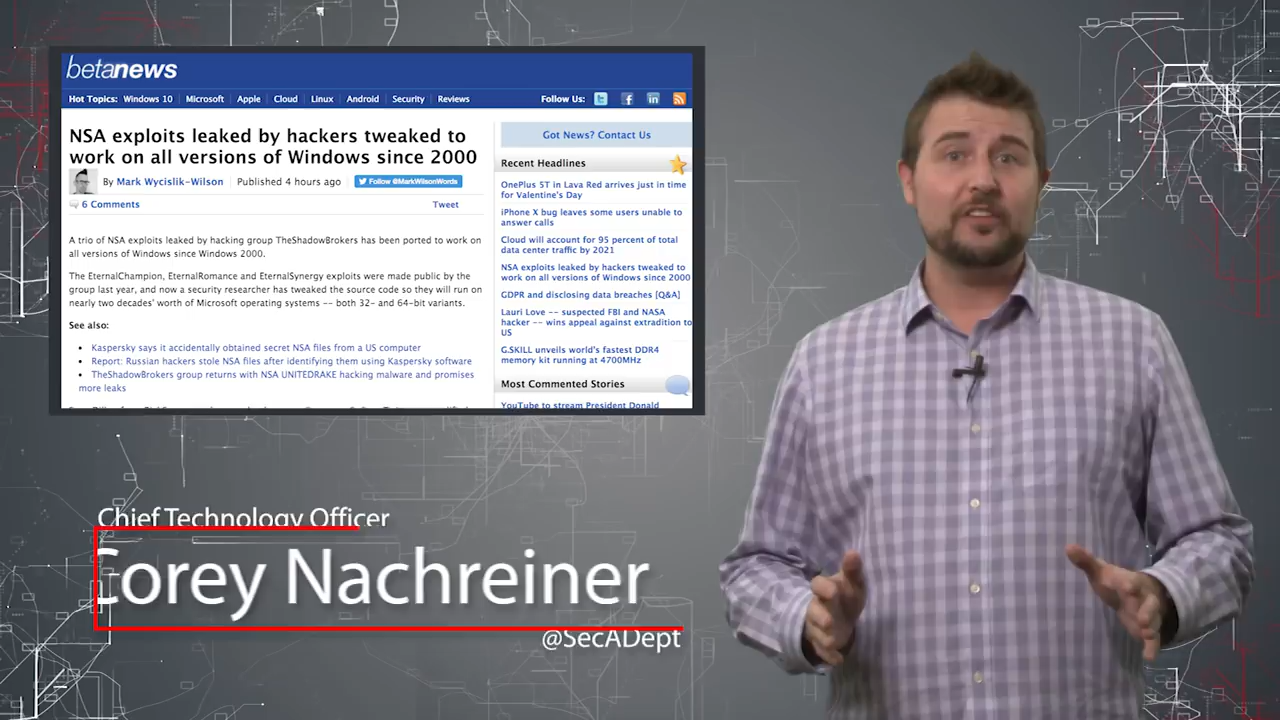 betanews
Hot Topics: Windows 10 Microsoft Apple Cloud Linux Android Security Reviews Follow Us:
NSA exploits leaked by hackers tweaked to
work on all versions of Windows since 2000
By Mark Wycislik-Wilson Published 4 hours ago Follow @MarkWilsonWords
6 Comments Tweet
A trio of NSA exploits leaked by hacking group TheShadowBrokers has been ported to work on
all versions of Windows since Windows 2000.
The EternalChampion, EternalRomance and EternalSynergy exploits were made public by the
group last year, and now a security researcher has tweaked the source code so they will run on
nearly two decades' worth of Microsoft operating systems -- both 32- and 64-bit variants.
See also:
Kaspersky says it accidentally obtained secret NSA files from a US computer
Report: Russian hackers stole NSA files after identifying them using Kaspersky software
TheShadowBrokers group returns with NSA UNITEDRAKE hacking malware and promises
more leaks
Got News? Contact Us
Recent Headlines
OnePlus 5T in Lava Red arrives just in time
for Valentine's Day
iPhone X bug leaves some users unable to
answer calls
Cloud will account for 95 percent of total
data center traffic by 2021
NSA exploits leaked by hackers tweaked to
work on all versions of Windows since 2000
GDPR and disclosing data breaches [Q&A]
Lauri Love -- suspected FBI and NASA
hacker -- wins appeal against extradition to
US
G.SKILL unveils world's fastest DDR4
memory kit running at 4700MHz
Most Commented Stories
YouTube to stream President Donald
Chief Technology Officer
Corey Nachreiner
@SecADept